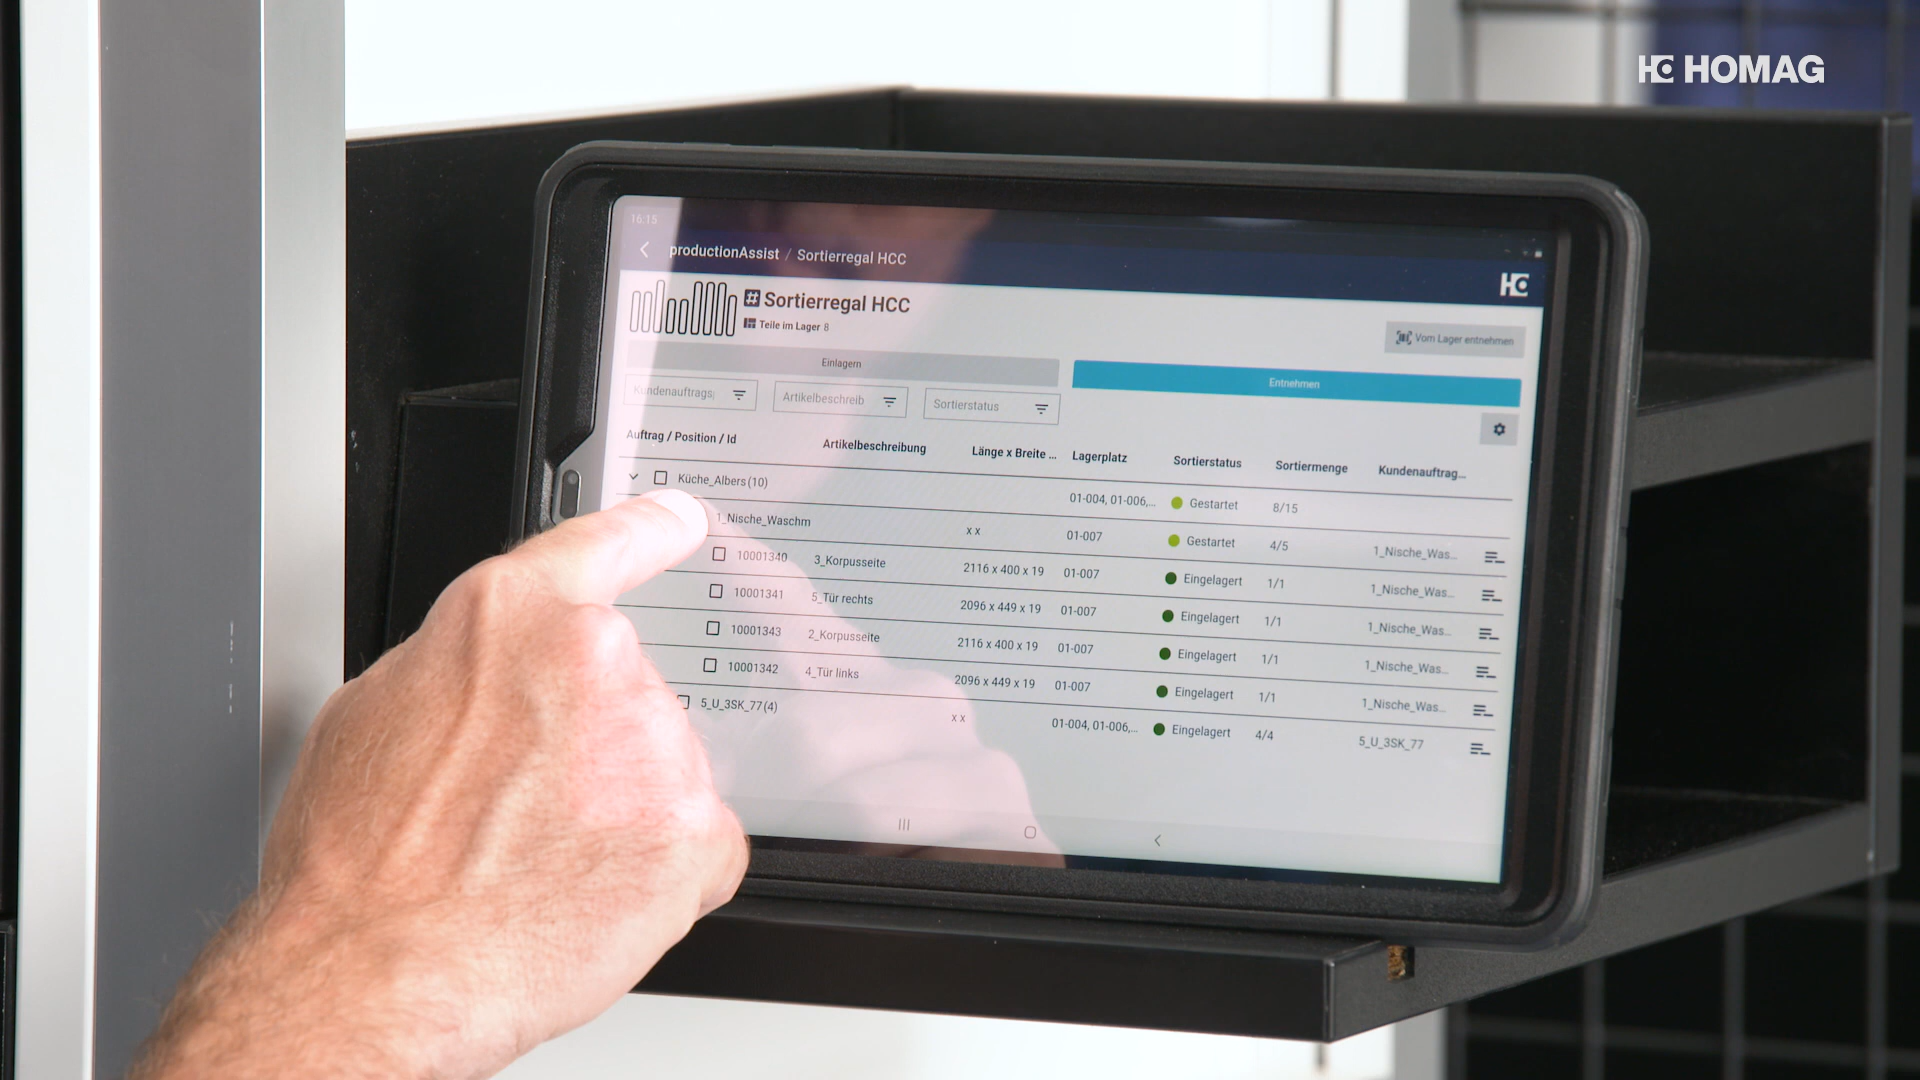 HOMAG
16:15
productionAssist / Sortierregal HCC
Sortierregal HCC
Teile im Lager 8
Vom Lager entnehmen
Einlagern
Entnehmen
Kundenauftrags
Artikelbeschreib
Sortierstatus
Auftrag / Position / Id Artikelbeschreibung Länge x Breite ... Lagerplatz Sortierstatus Sortiermenge Kundenauftrag...
Küche_Albers (10) 01-004, 01-006,... Gestartet 8/15
1_Nische_Waschm x x 01-007 Gestartet 4/5 1_Nische_Was...
10001340 3_Korpusseite 2116 x 400 x 19 01-007 Eingelagert 1/1 1_Nische_Was...
10001341 5_Tür rechts 2096 x 449 x 19 01-007 Eingelagert 1/1 1_Nische_Was...
10001343 2_Korpusseite 2116 x 400 x 19 01-007 Eingelagert 1/1 1_Nische_Was...
10001342 4_Tür links 2096 x 449 x 19 01-007 Eingelagert 1/1 1_Nische_Was...
5_U_3SK_77 (4) x x 01-004, 01-006,... Eingelagert 4/4 5_U_3SK_77